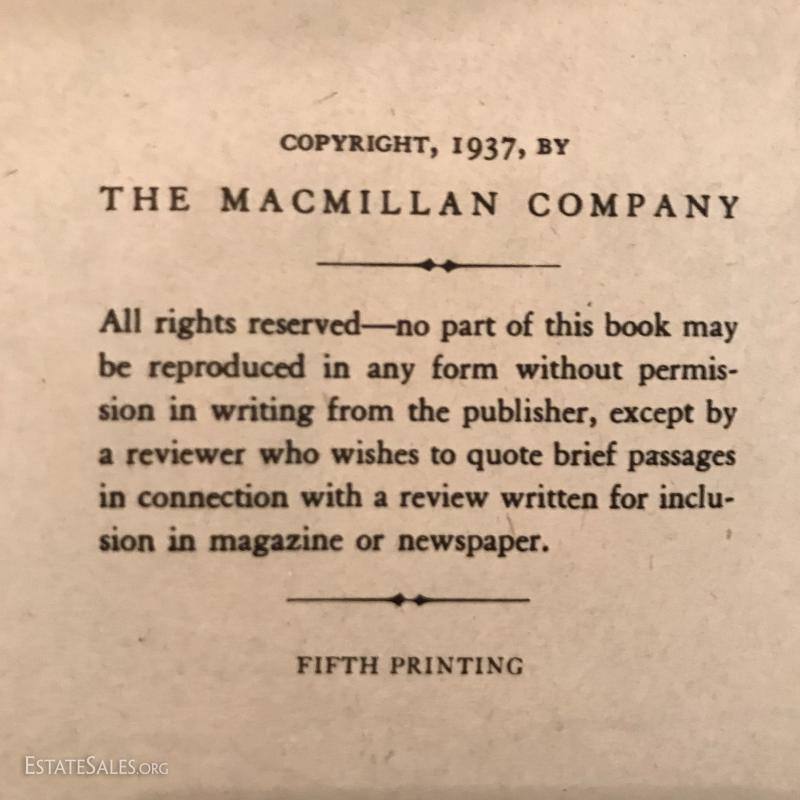 COPYRIGHT, 1937, BY
THE MACMILLAN COMPANY
All rights reserved—no part of this book may
be reproduced in any form without permis-
sion in writing from the publisher, except by
a reviewer who wishes to quote brief passages
in connection with a review written for inclu-
sion in magazine or newspaper.
FIFTH PRINTING
ESTATESALES.ORG